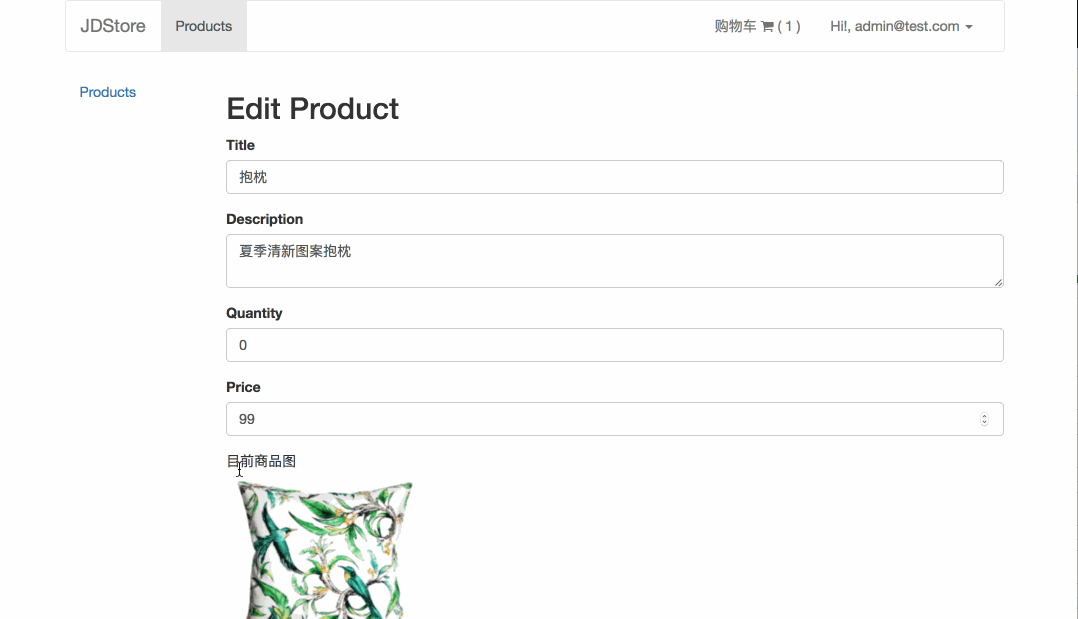 JDStore Products 购物车 ( 1 ) Hi!, admin@test.com
Products
Edit Product
Title
抱枕
Description
夏季清新图案抱枕
Quantity
0
Price
99
目前商品图